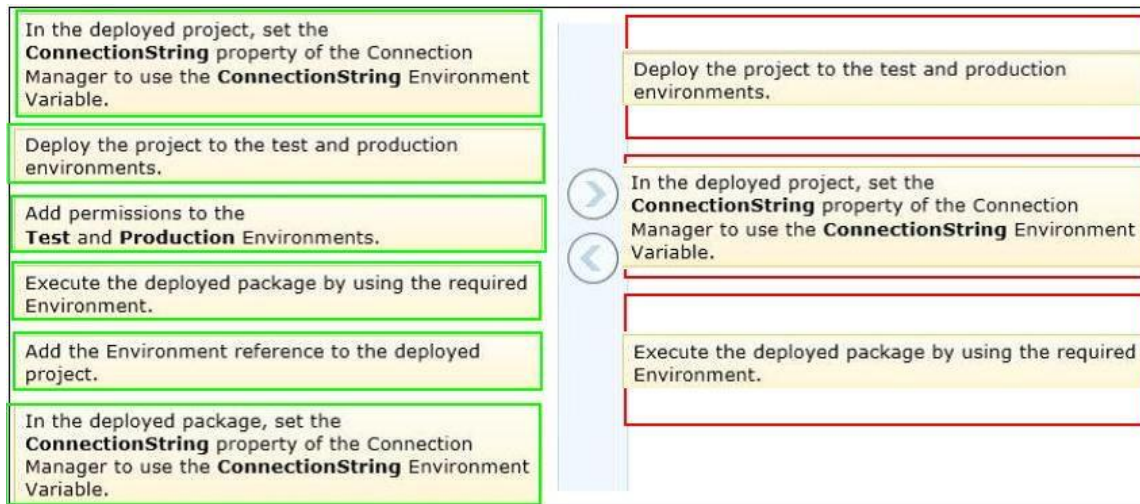 In the deployed project, set the
ConnectionString property of the Connection
Manager to use the ConnectionString Environment
Variable.
Deploy the project to the test and production
environments.
Add permissions to the
Test and Production Environments.
Execute the deployed package by using the required
Environment.
Add the Environment reference to the deployed
project.
In the deployed package, set the
ConnectionString property of the Connection
Manager to use the ConnectionString Environment
Variable.
Deploy the project to the test and production
environments.
In the deployed project, set the
ConnectionString property of the Connection
Manager to use the ConnectionString Environment
Variable.
Execute the deployed package by using the required
Environment.